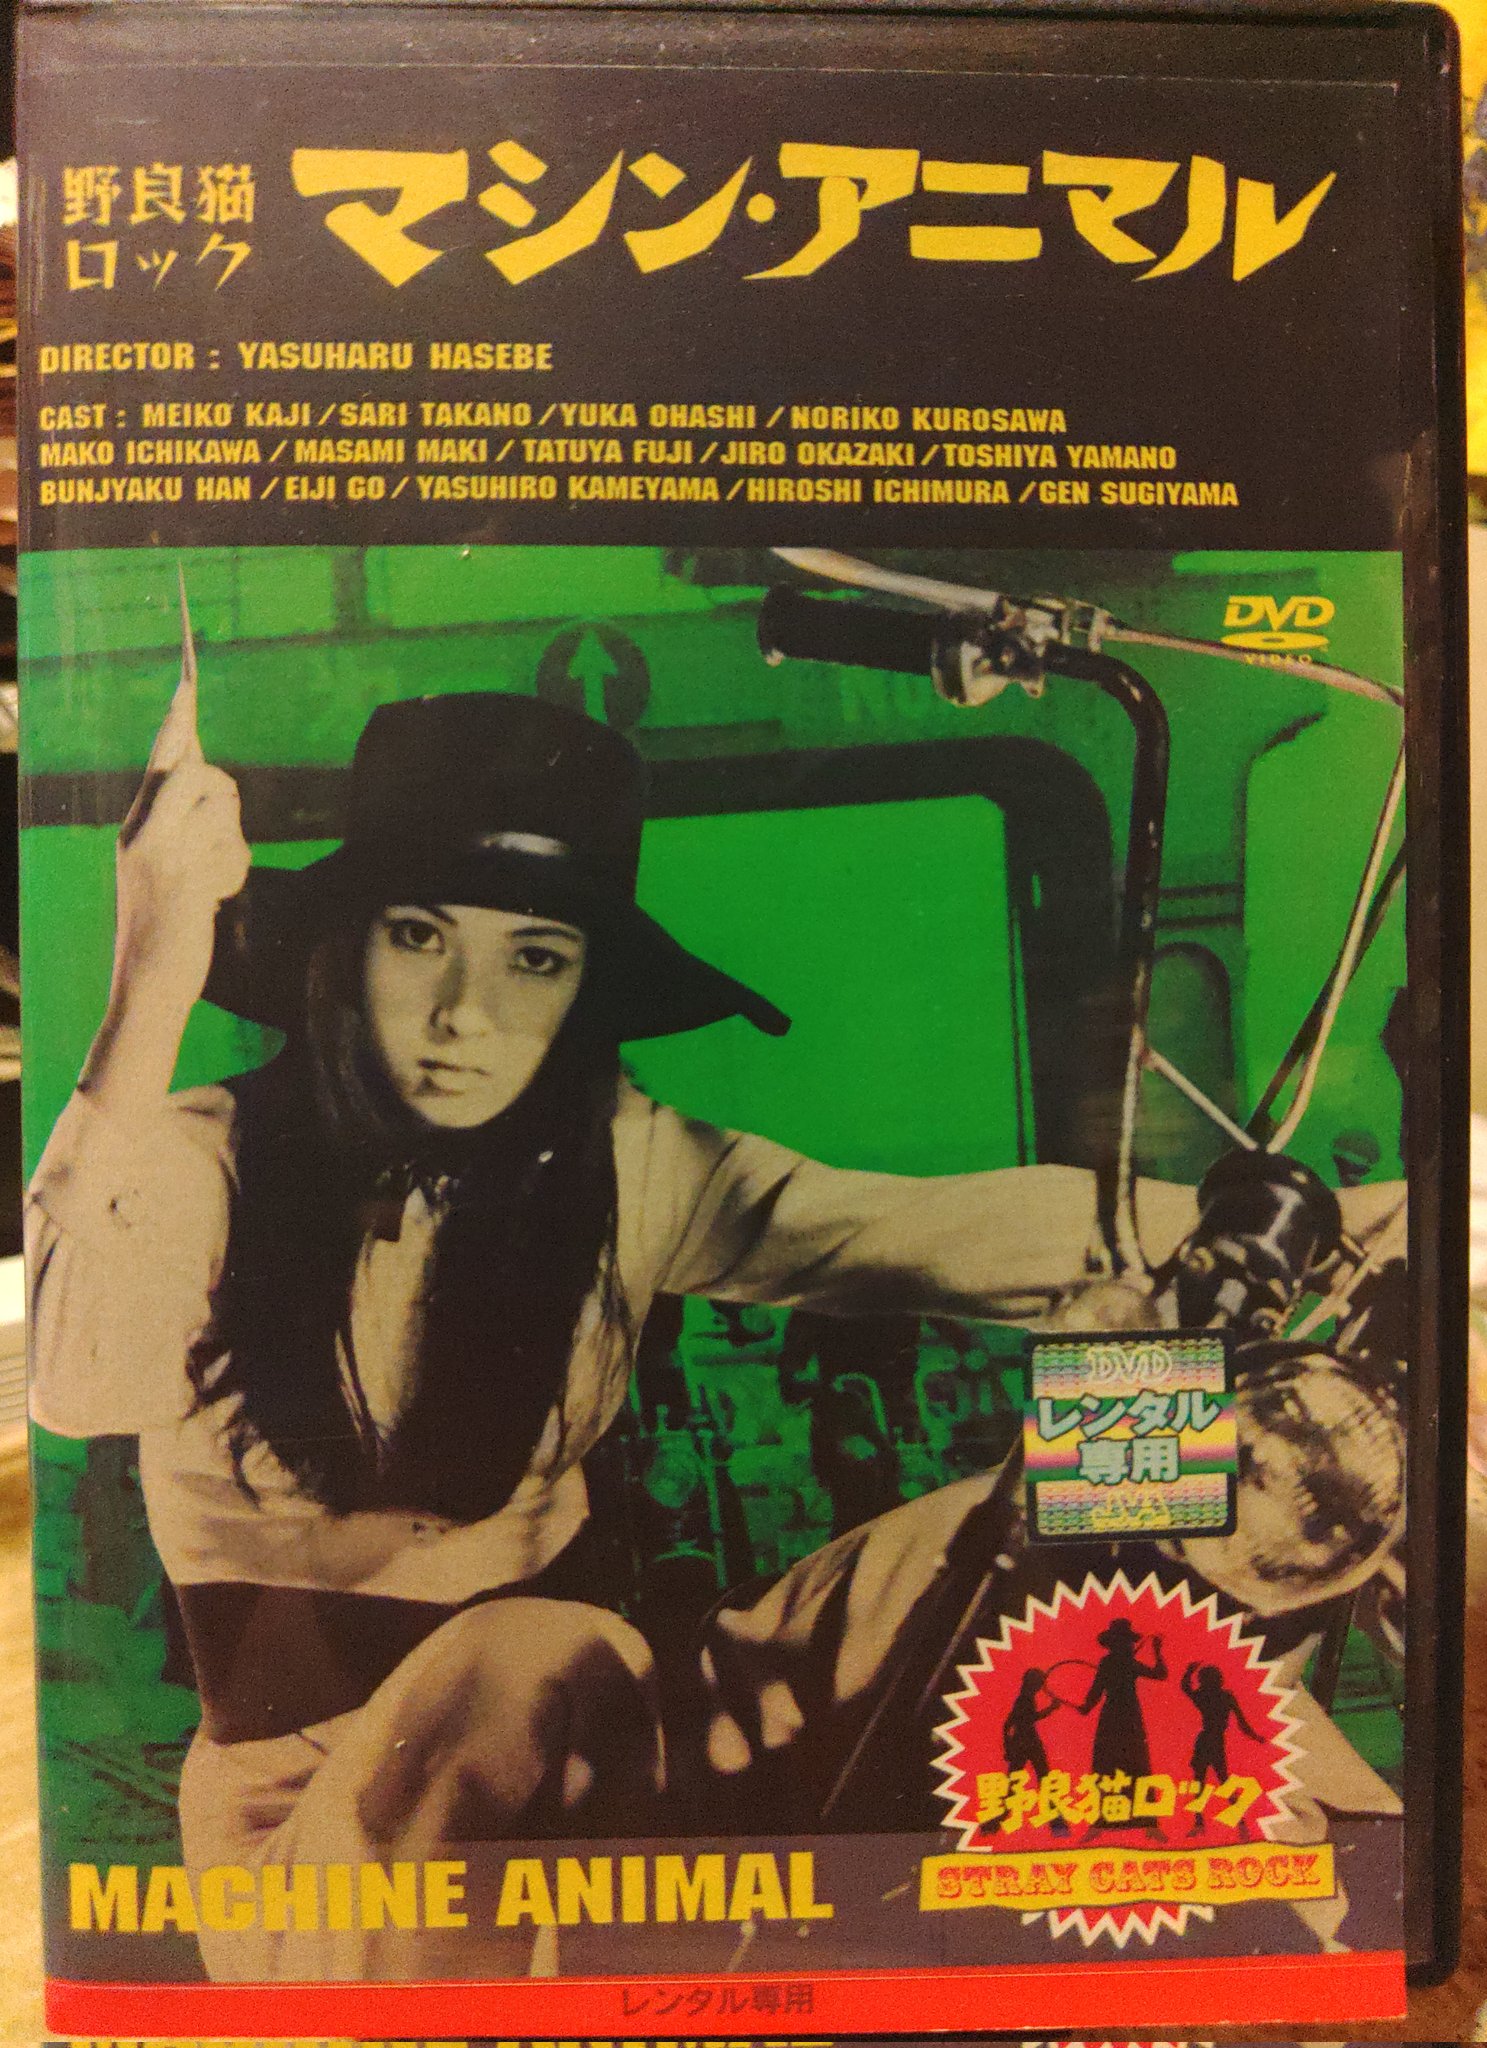 野良猫
ロック
マシン・アニマル
DIRECTOR : YASUHARU HASEBE
CAST : MEIKO KAJI / SARI TAKANO / YUKA OHASHI / NORIKO KUROSAWA
MAKO ICHIKAWA / MASAMI MAKI / TATUYA FUJI / JIRO OKAZAKI / TOSHIYA YAMANO
BUNJYAKU HAN / EIJI GO / YASUHIRO KAMEYAMA / HIROSHI ICHIMURA / GEN SUGIYAMA
DVD
VIDEO
DVD
レンタル
専用
JVA
野良猫ロック
STRAY CATS ROCK
MACHINE ANIMAL
レンタル専用